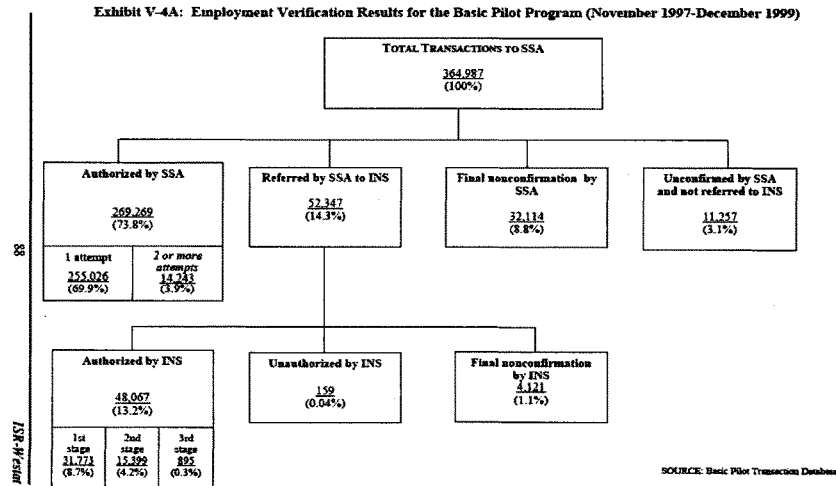 Exhibit V-4A: Employment Verification Results for the Basic Pilot Program (November 1997-December 1999)
TOTAL TRANSACTIONS TO SSA
364,987
(100%)
Authorized by SSA
269,269
(73.8%)
1 attempt
255,026
(69.9%)
2 or more
attempts
14,243
(3.9%)
Referred by SSA to INS
52,347
(14.3%)
Final nonconfirmation by
SSA
32,114
(8.8%)
Unconfirmed by SSA
and not referred to INS
11,257
(3.1%)
Authorized by INS
48,067
(13.2%)
1st
stage
31,773
(8.7%)
2nd
stage
15,399
(4.2%)
3rd
stage
895
(0.3%)
Unauthorized by INS
159
(0.04%)
Final nonconfirmation
by INS
4,121
(1.1%)
88
ISR-Westat
SOURCE: Basic Pilot Transaction Database